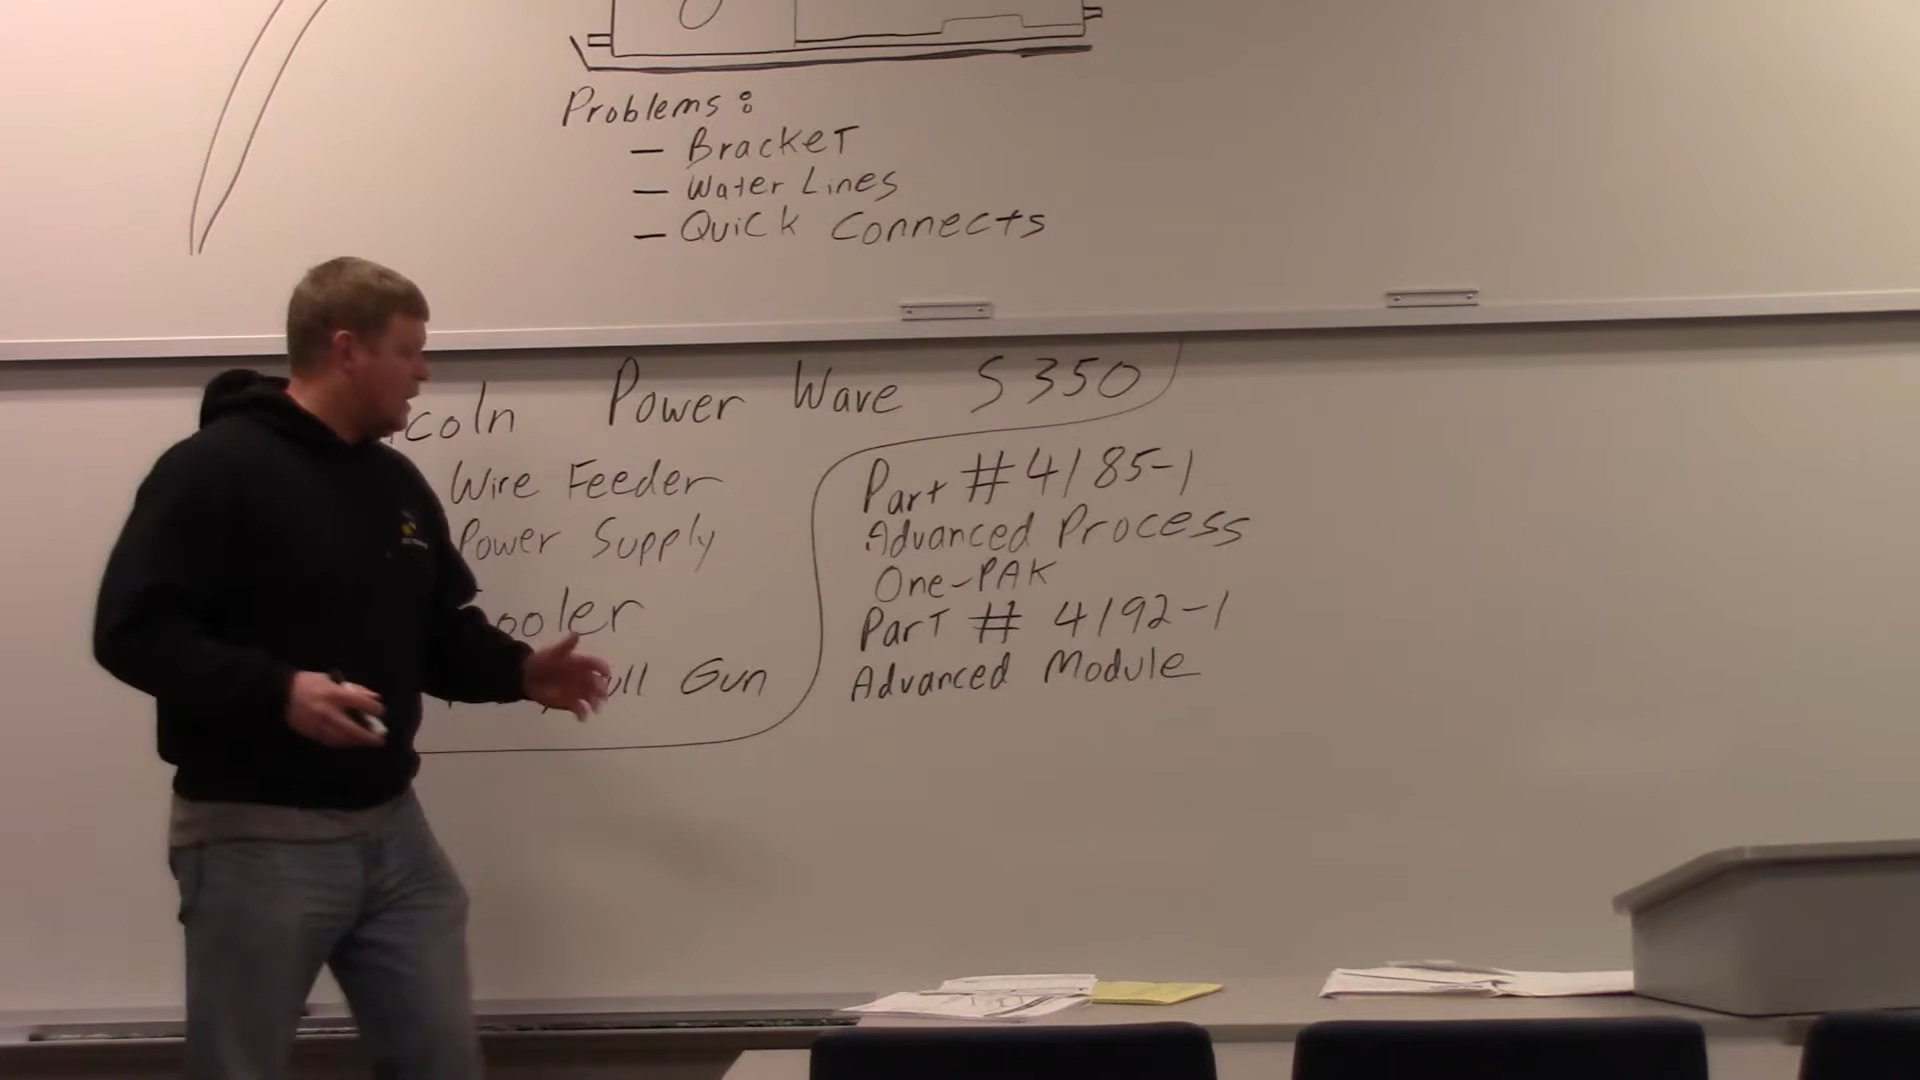 Problems:
— Bracket
— Water Lines
— Quick Connects
coln Power Wave S350
Wire Feeder
Power Supply
ooler
ull Gun
Part #4185-1
Advanced Process
One-PAK
Part # 4192-1
Advanced Module